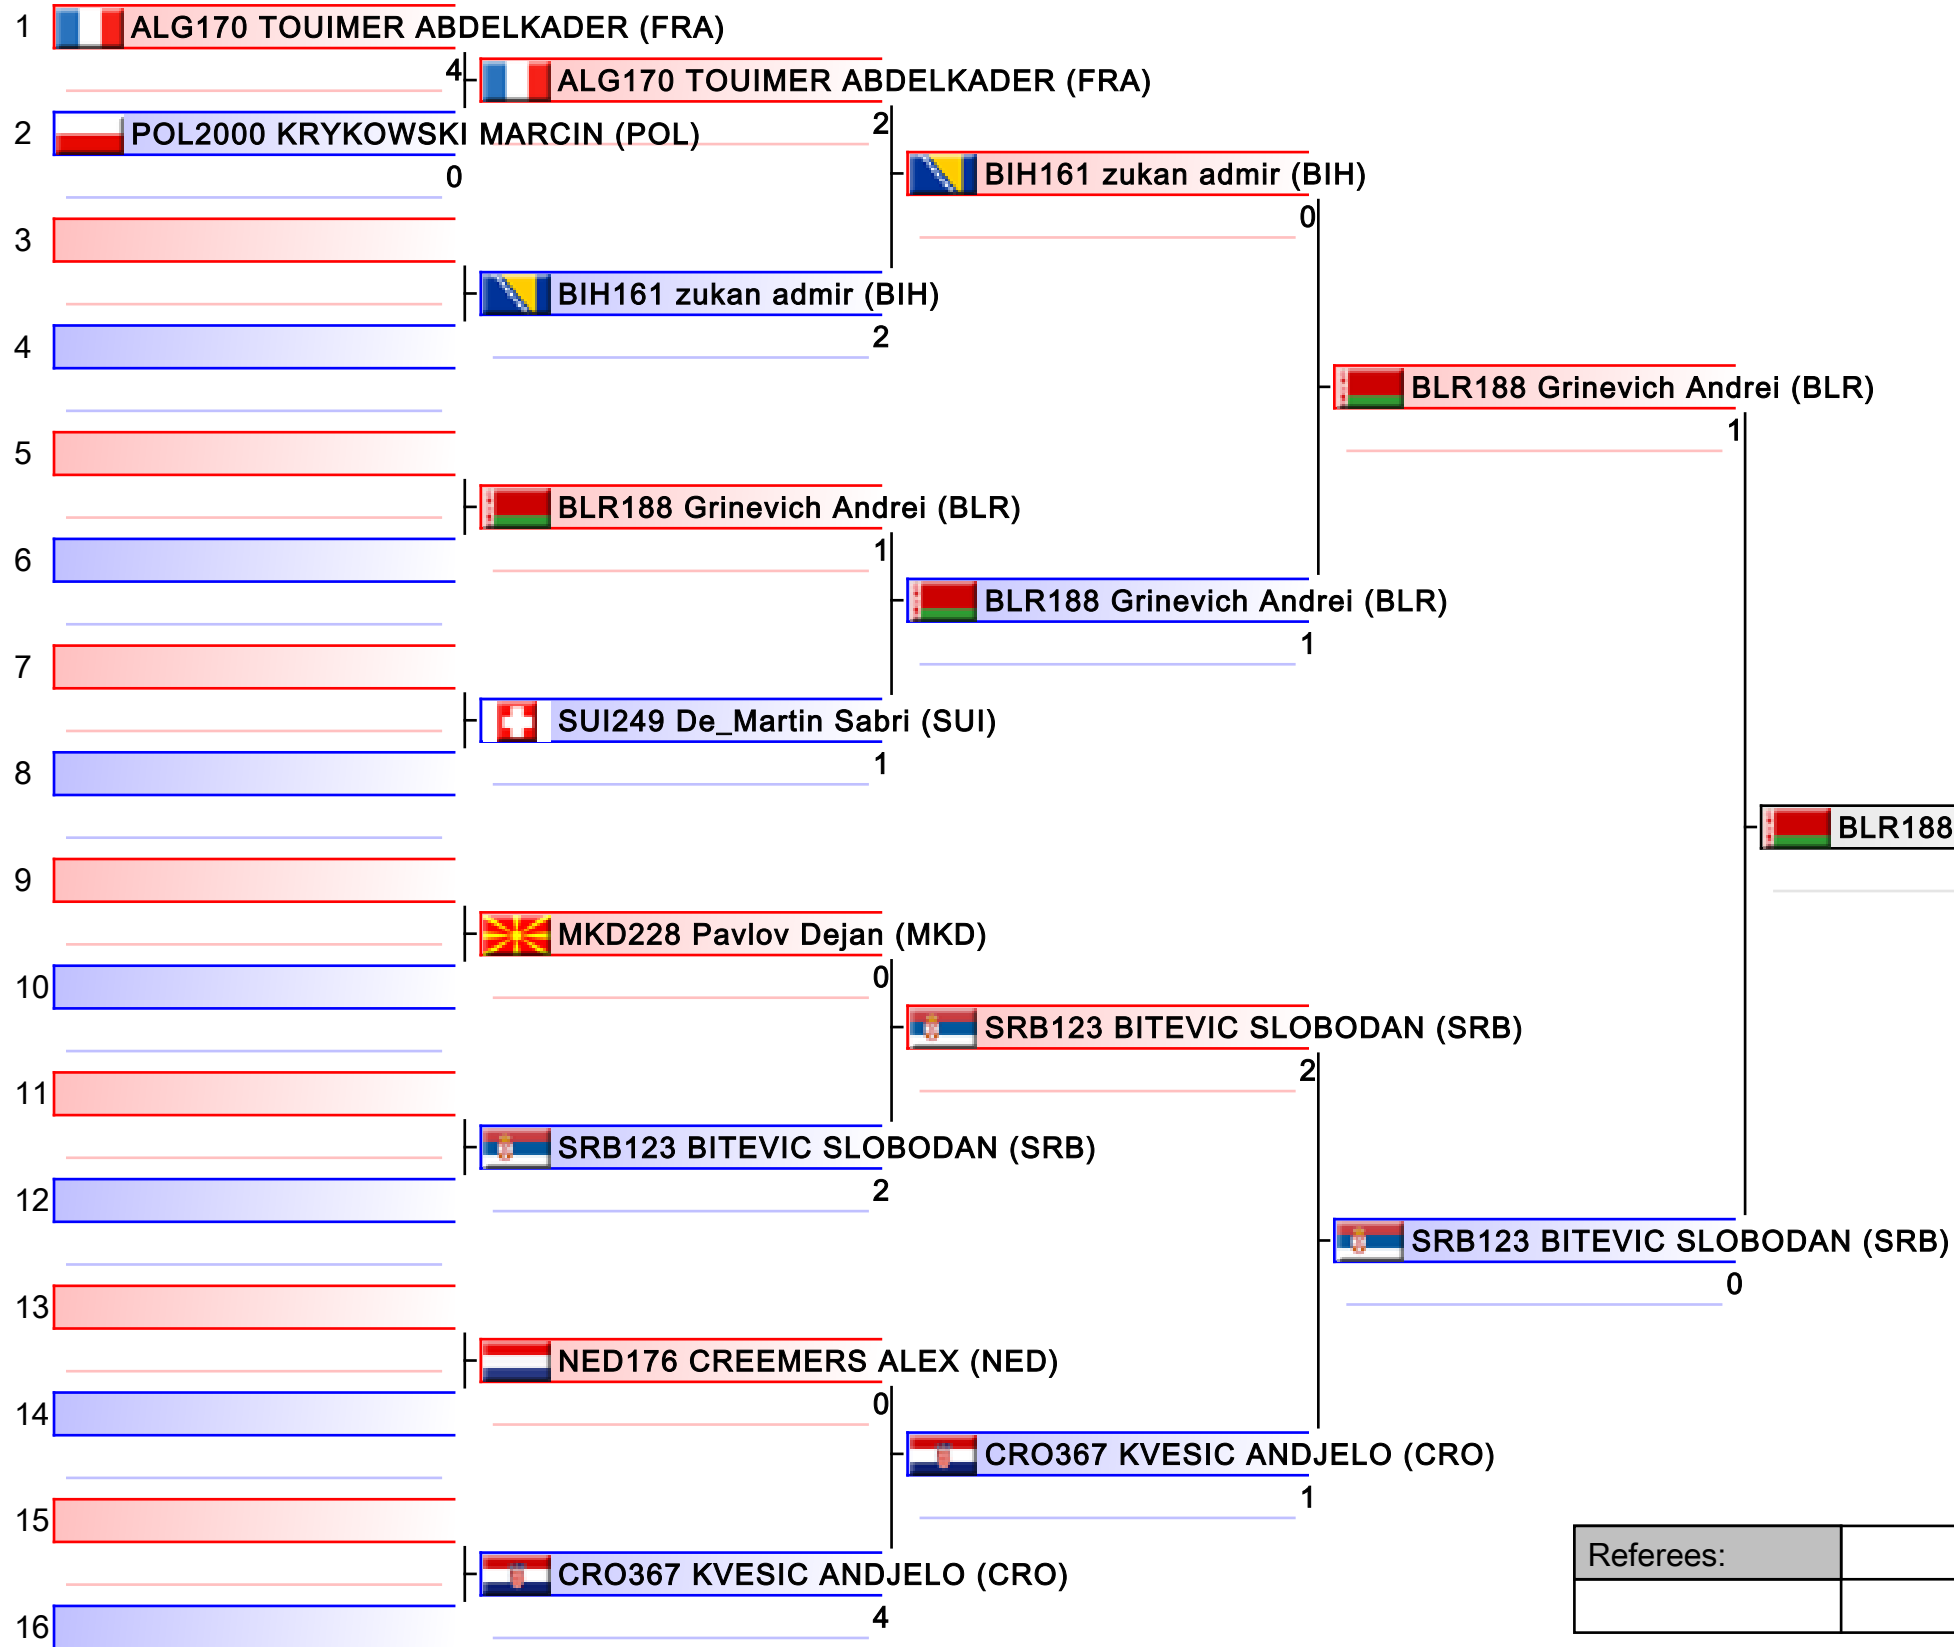 1 ALG170 TOUIMER ABDELKADER (FRA)
4 ALG170 TOUIMER ABDELKADER (FRA)
2 POL2000 KRYKOWSKI MARCIN (POL)
2
0
BIH161 zukan admir (BIH)
0
3
BIH161 zukan admir (BIH)
2
4
BLR188 Grinevich Andrei (BLR)
1
5
BLR188 Grinevich Andrei (BLR)
1
6
BLR188 Grinevich Andrei (BLR)
1
7
SUI249 De_Martin Sabri (SUI)
1
8
BLR188
9
MKD228 Pavlov Dejan (MKD)
0
10
SRB123 BITEVIC SLOBODAN (SRB)
2
11
SRB123 BITEVIC SLOBODAN (SRB)
2
12
SRB123 BITEVIC SLOBODAN (SRB)
0
13
NED176 CREEMERS ALEX (NED)
0
14
CRO367 KVESIC ANDJELO (CRO)
1
15
Referees:
CRO367 KVESIC ANDJELO (CRO)
4
16